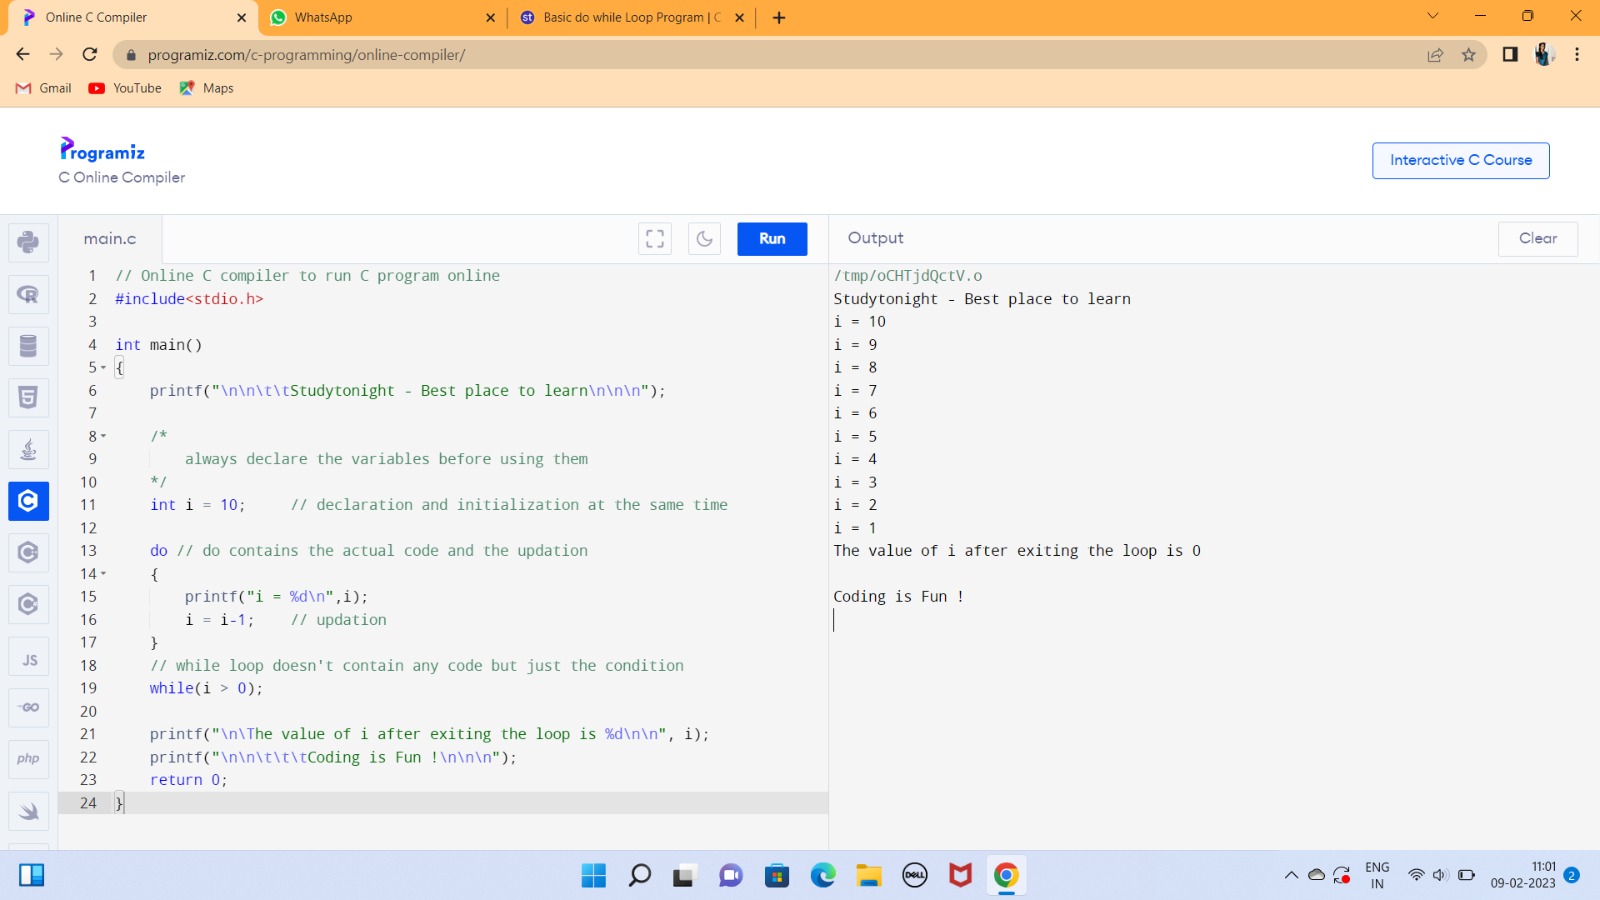 Online C Compiler
WhatsApp
Basic do while Loop Program | C
programiz.com/c-programming/online-compiler/
Gmail
YouTube
Maps
Programiz
C Online Compiler
Interactive C Course
main.c
Run
Output
Clear
1 // Online C compiler to run C program online
2 #include<stdio.h>
3
4 int main()
5 {
6 printf("\n\n\t\tStudytonight - Best place to learn\n\n\n");
7
8 /*
9 always declare the variables before using them
10 */
11 int i = 10; // declaration and initialization at the same time
12
13 do // do contains the actual code and the updation
14 {
15 printf("i = %d\n",i);
16 i = i-1; // updation
17 }
18 // while loop doesn't contain any code but just the condition
19 while(i > 0);
20
21 printf("\n\The value of i after exiting the loop is %d\n\n", i);
22 printf("\n\n\t\t\tCoding is Fun !\n\n\n");
23 return 0;
24 }
/tmp/oCHTjdQctV.o
Studytonight - Best place to learn
i = 10
i = 9
i = 8
i = 7
i = 6
i = 5
i = 4
i = 3
i = 2
i = 1
The value of i after exiting the loop is 0
Coding is Fun !
JS
GO
php
DELL
ENG
IN
11:01
09-02-2023
2